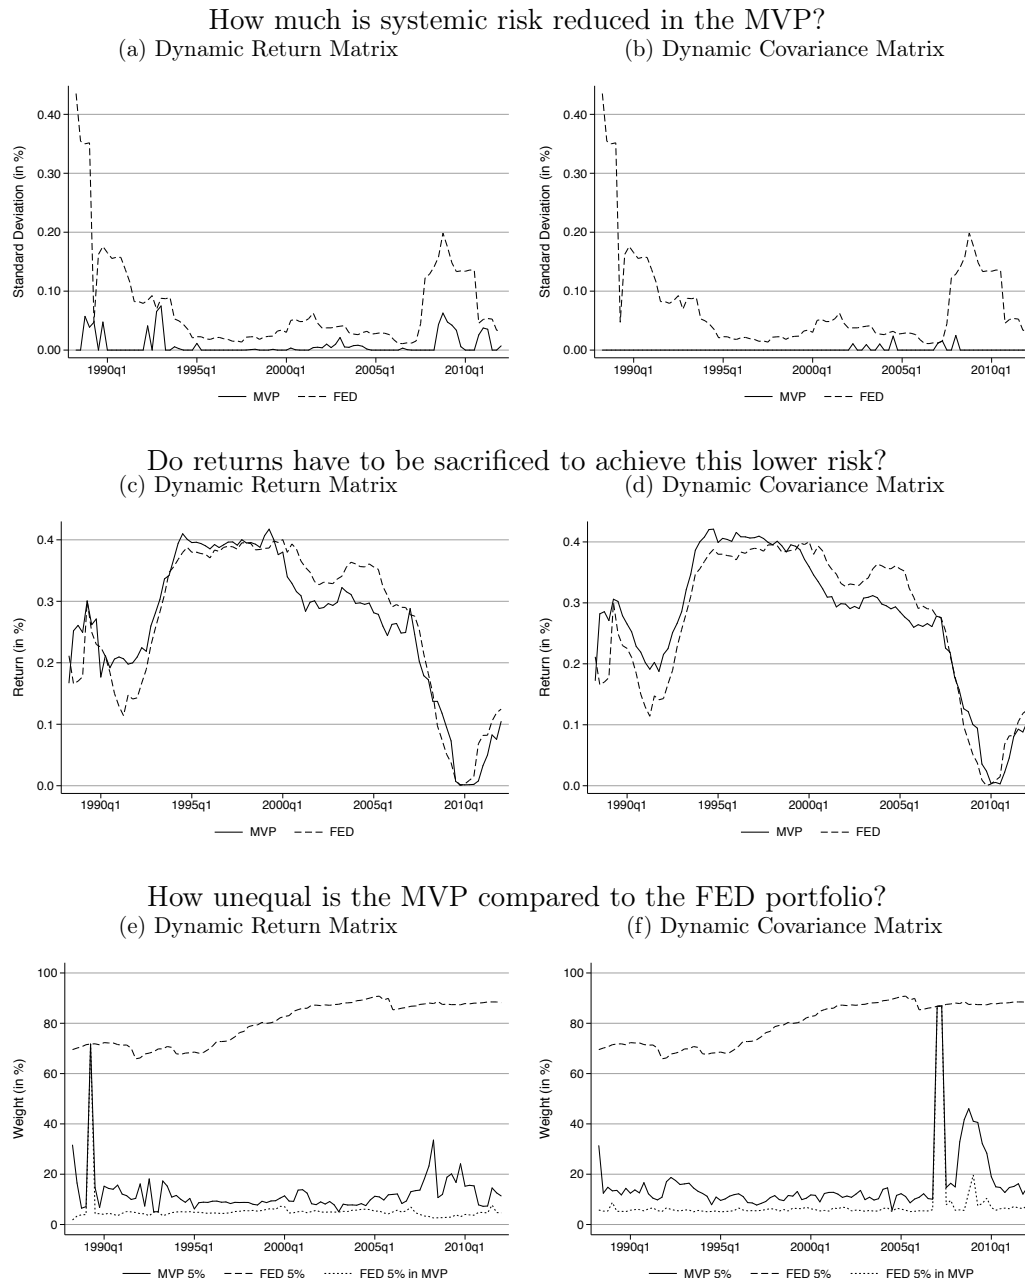 How much is systemic risk reduced in the MVP?
(a) Dynamic Return Matrix
(b) Dynamic Covariance Matrix
Standard Deviation (in %)
0.40
0.30
0.20
0.10
0.00
1990q1 1995q1 2000q1 2005q1 2010q1
MVP FED
Standard Deviation (in %)
0.40
0.30
0.20
0.10
0.00
1990q1 1995q1 2000q1 2005q1 2010q1
MVP FED
Do returns have to be sacrificed to achieve this lower risk?
(c) Dynamic Return Matrix
(d) Dynamic Covariance Matrix
Return (in %)
0.4
0.3
0.2
0.1
0.0
1990q1 1995q1 2000q1 2005q1 2010q1
MVP FED
Return (in %)
0.4
0.3
0.2
0.1
0.0
1990q1 1995q1 2000q1 2005q1 2010q1
MVP FED
How unequal is the MVP compared to the FED portfolio?
(e) Dynamic Return Matrix
(f) Dynamic Covariance Matrix
Weight (in %)
100
80
60
40
20
0
1990q1 1995q1 2000q1 2005q1 2010q1
MVP 5% FED 5% FED 5% in MVP
Weight (in %)
100
80
60
40
20
0
1990q1 1995q1 2000q1 2005q1 2010q1
MVP 5% FED 5% FED 5% in MVP